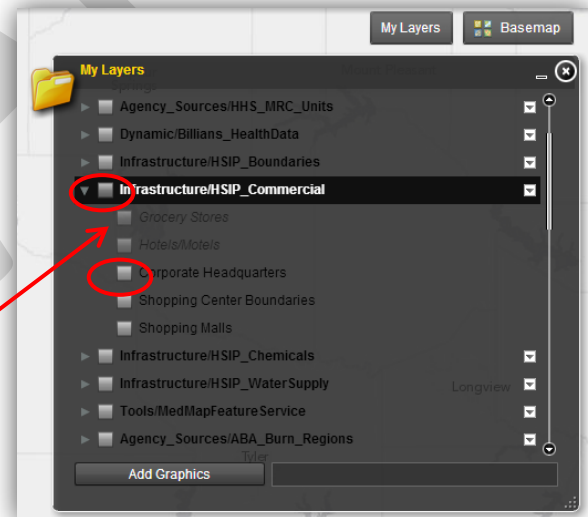 My Layers Basemap
My Layers
Agency_Sources/HHS_MRC_Units
Dynamic/Billians_HealthData
Infrastructure/HSIP_Boundaries
Infrastructure/HSIP_Commercial
Grocery Stores
Hotels/Motels
Corporate Headquarters
Shopping Center Boundaries
Shopping Malls
Infrastructure/HSIP_Chemicals
Infrastructure/HSIP_WaterSupply
Longview
Tools/MedMapFeatureService
Agency_Sources/ABA_Burn_Regions
Tyler
Add Graphics